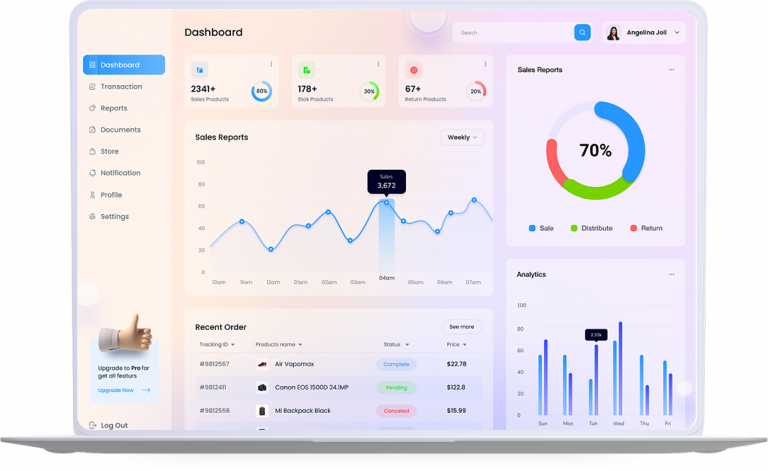 Dashboard
Search
Angelina Joli
Dashboard
Transaction
Reports
Documents
Store
Notification
Profile
Settings
Upgrade to Pro for
get all featurs
Upgrade Now
Log Out
2341+
Sales Products
80%
178+
Stok Products
30%
67+
Return Products
20%
Sales Reports
Weekly
100
80
60
40
20
0
Sales
3,672
10am 11am 12am 01am 02am 03am 04am 05am 06am 07am
Recent Order
See more
Tracking ID Products name Status Price
#9812567 Air Vapomax Complete $22.78
#9812411 Canon EOS 1500D 24.1MP Pending $122.8
#9812556 Mi Backpack Black Canceled $15.99
Sales Reports
70%
Sale Distribute Return
Analytics
100
80
60
40
20
0
2.33k
Sun Mon Tuh Wed Thu Fri